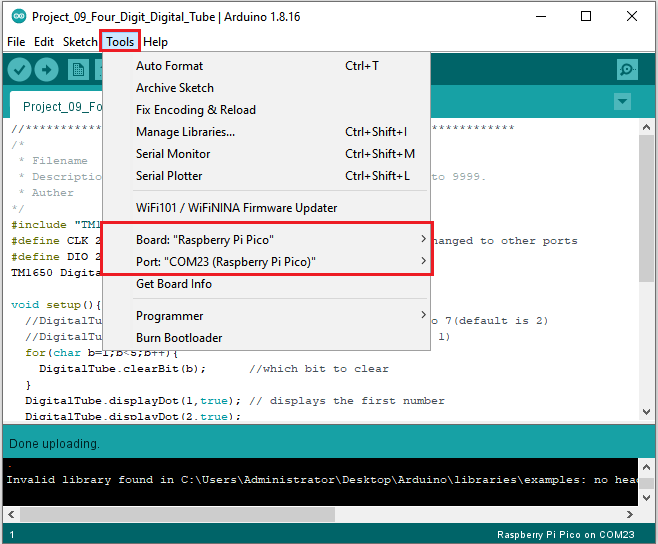 Project_09_Four_Digit_Digital_Tube | Arduino 1.8.16
File Edit Sketch Tools Help
Auto Format Ctrl+T
Archive Sketch
Fix Encoding & Reload
Manage Libraries... Ctrl+Shift+I
Serial Monitor Ctrl+Shift+M
Serial Plotter Ctrl+Shift+L
WiFi101 / WiFiNINA Firmware Updater
Board: "Raspberry Pi Pico"
Port: "COM23 (Raspberry Pi Pico)"
Get Board Info
Programmer
Burn Bootloader
Project_09_Fo
//************************************
/*
* Filename
* Descriptio to 9999.
* Auther
*/
#include "TM1
#define CLK 2 hanged to other ports
#define DIO 2
TM1650 Digita
void setup(){
//DigitalTub o 7(default is 2)
//DigitalTub 1)
for(char b=1;b<5;b++){
DigitalTube.clearBit(b); //which bit to clear
}
DigitalTube.displayDot(1,true); // displays the first number
DigitalTube.displayDot(2,true);
Done uploading.
Invalid library found in C:\Users\Administrator\Desktop\Arduino\libraries\examples: no head
1 Raspberry Pi Pico on COM23